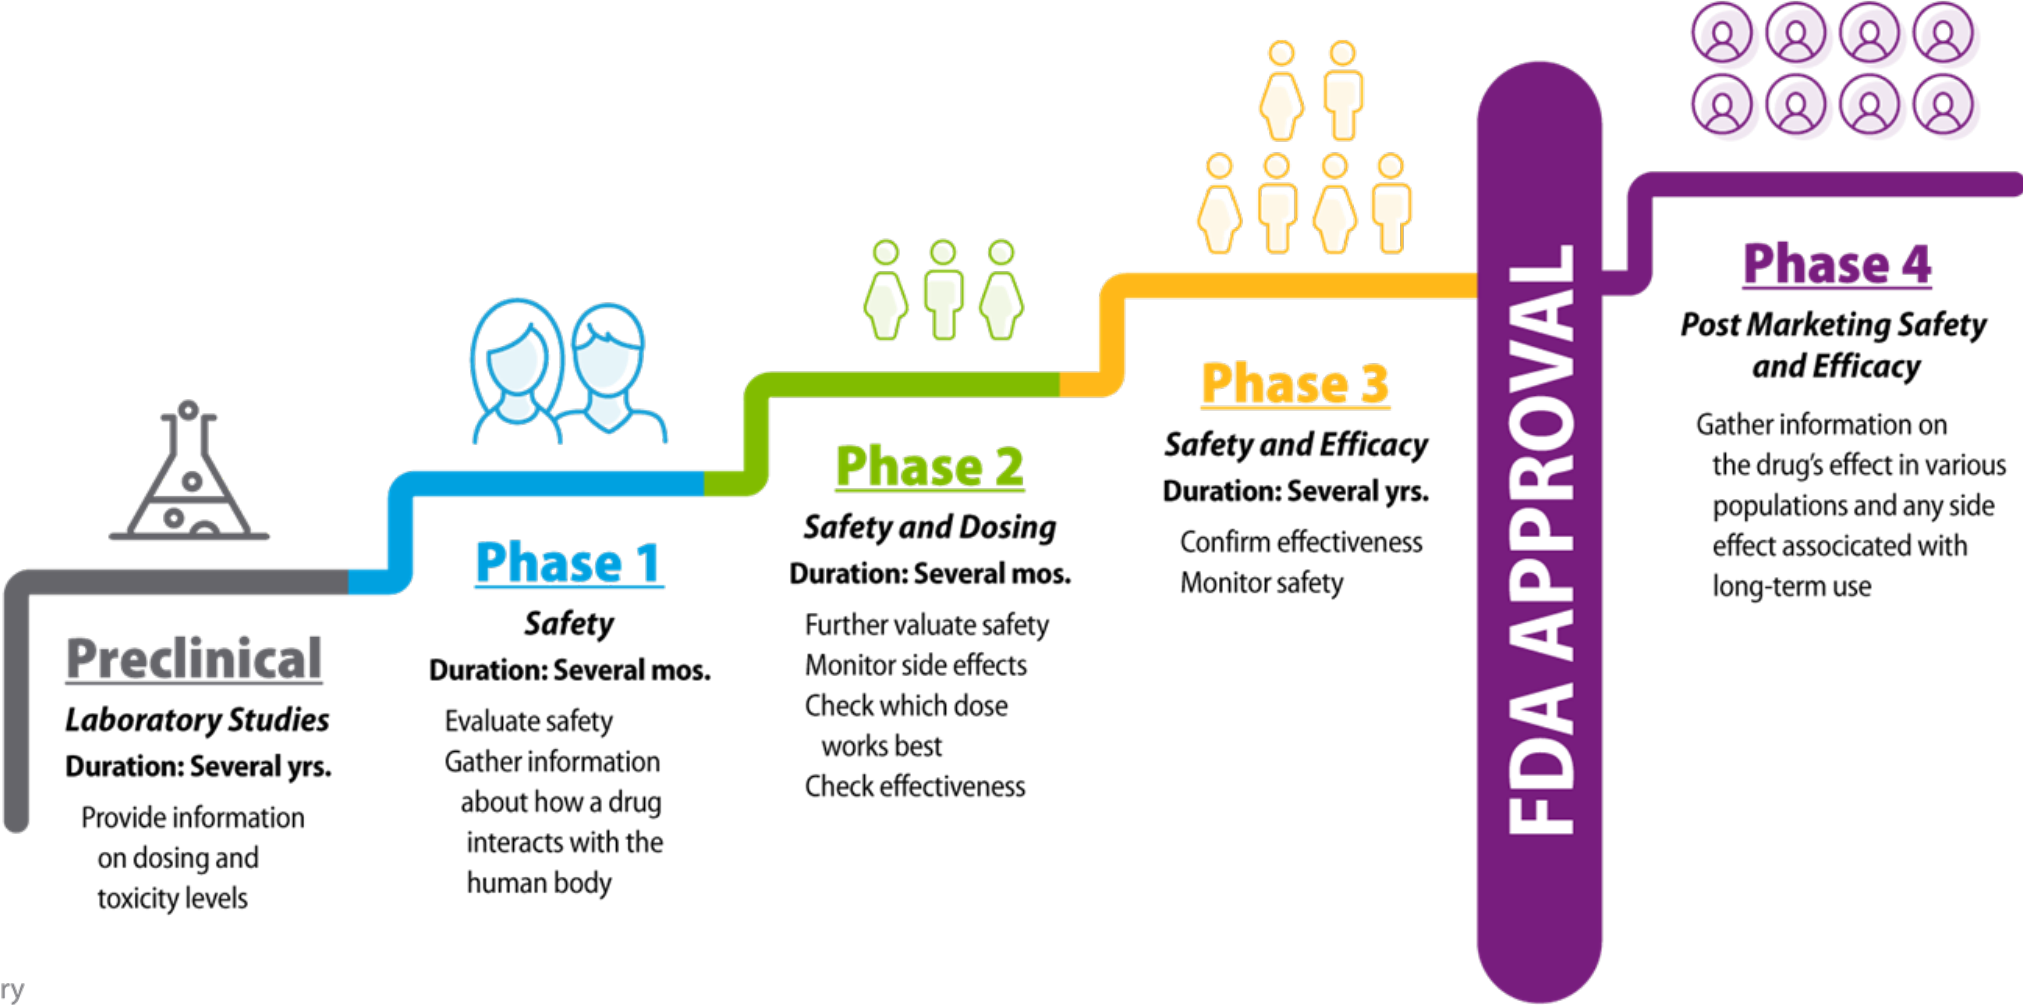 Preclinical
Laboratory Studies
Duration: Several yrs.
Provide information
on dosing and
toxicity levels
Phase 1
Safety
Duration: Several mos.
Evaluate safety
Gather information
about how a drug
interacts with the
human body
Phase 2
Safety and Dosing
Duration: Several mos.
Further valuate safety
Monitor side effects
Check which dose
works best
Check effectiveness
Phase 3
Safety and Efficacy
Duration: Several yrs.
Confirm effectiveness
Monitor safety
FDA APPROVAL
Phase 4
Post Marketing Safety
and Efficacy
Gather information on
the drug's effect in various
populations and any side
effect associcated with
long-term use
ry